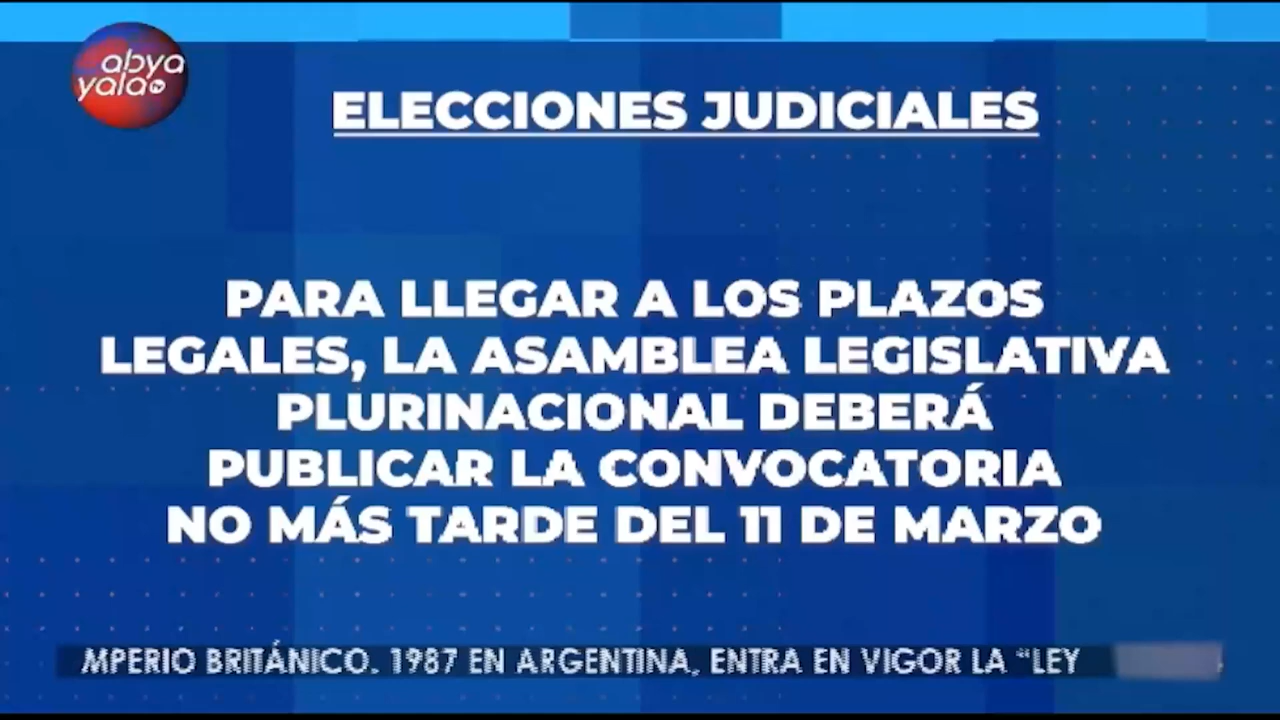 abya
yala tv
ELECCIONES JUDICIALES
PARA LLEGAR A LOS PLAZOS
LEGALES, LA ASAMBLEA LEGISLATIVA
PLURINACIONAL DEBERÁ
PUBLICAR LA CONVOCATORIA
NO MÁS TARDE DEL 11 DE MARZO
MPERIO BRITÁNICO. 1987 EN ARGENTINA, ENTRA EN VIGOR LA “LEY